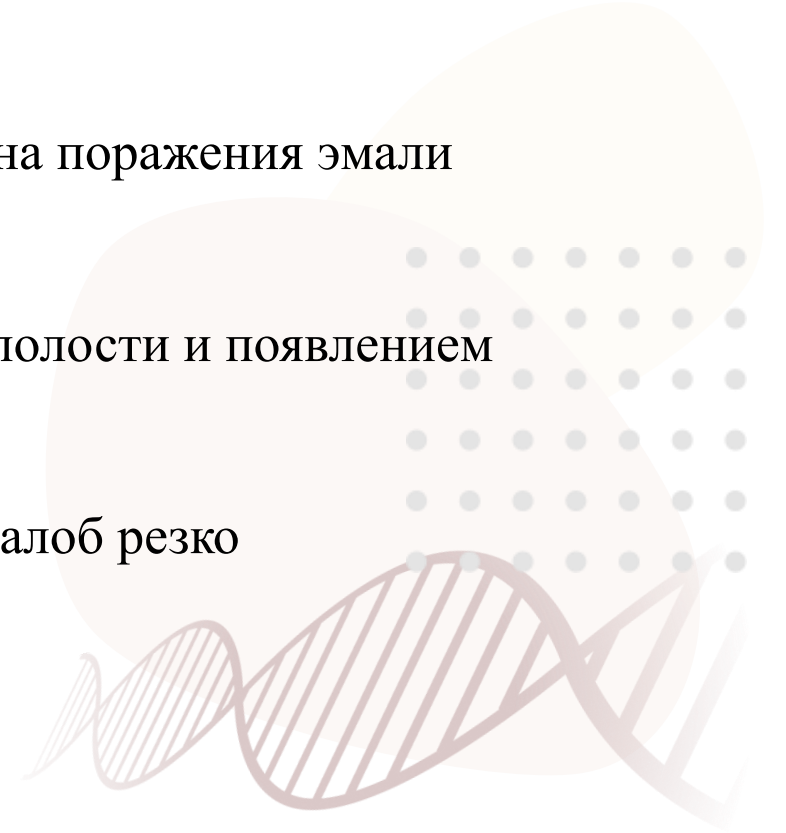 на поражения эмали
полости и появлением
алоб резко